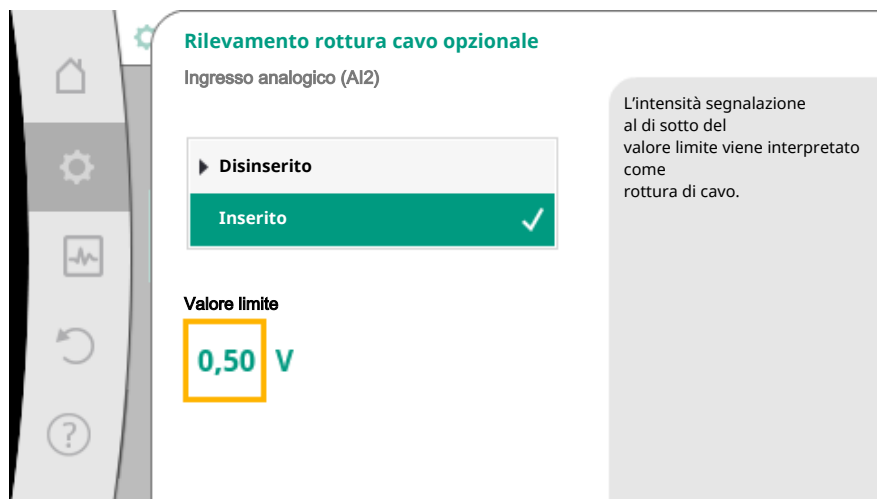 Rilevamento rottura cavo opzionale
Ingresso analogico (AI2)
Disinserito
Inserito
Valore limite
0,50 V
L'intensità segnalazione
al di sotto del
valore limite viene interpretato
come
rottura di cavo.
?